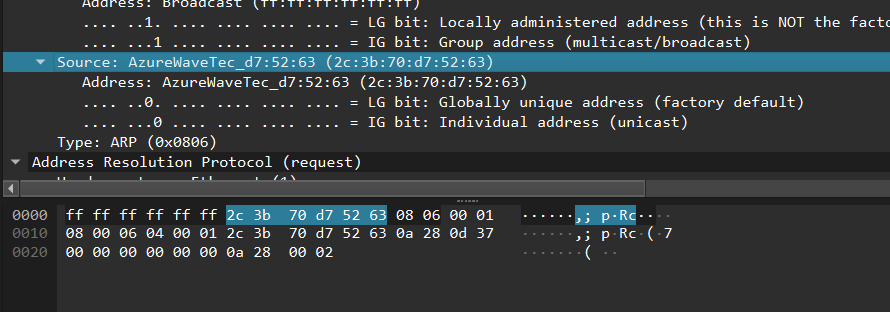 Address: Broadcast (ff:ff:ff:ff:ff:ff)
.... ..1. .... .... .... .... = LG bit: Locally administered address (this is NOT the facto
.... ...1 .... .... .... .... = IG bit: Group address (multicast/broadcast)
Source: AzureWaveTec_d7:52:63 (2c:3b:70:d7:52:63)
Address: AzureWaveTec_d7:52:63 (2c:3b:70:d7:52:63)
.... ..0. .... .... .... .... = LG bit: Globally unique address (factory default)
.... ...0 .... .... .... .... = IG bit: Individual address (unicast)
Type: ARP (0x0806)
Address Resolution Protocol (request)
0000 ff ff ff ff ff ff 2c 3b 70 d7 52 63 08 06 00 01 ······,; p·Rc····
0010 08 00 06 04 00 01 2c 3b 70 d7 52 63 0a 28 0d 37 ······,; p·Rc·(·7
0020 00 00 00 00 00 00 0a 28 00 02 ·······( ··